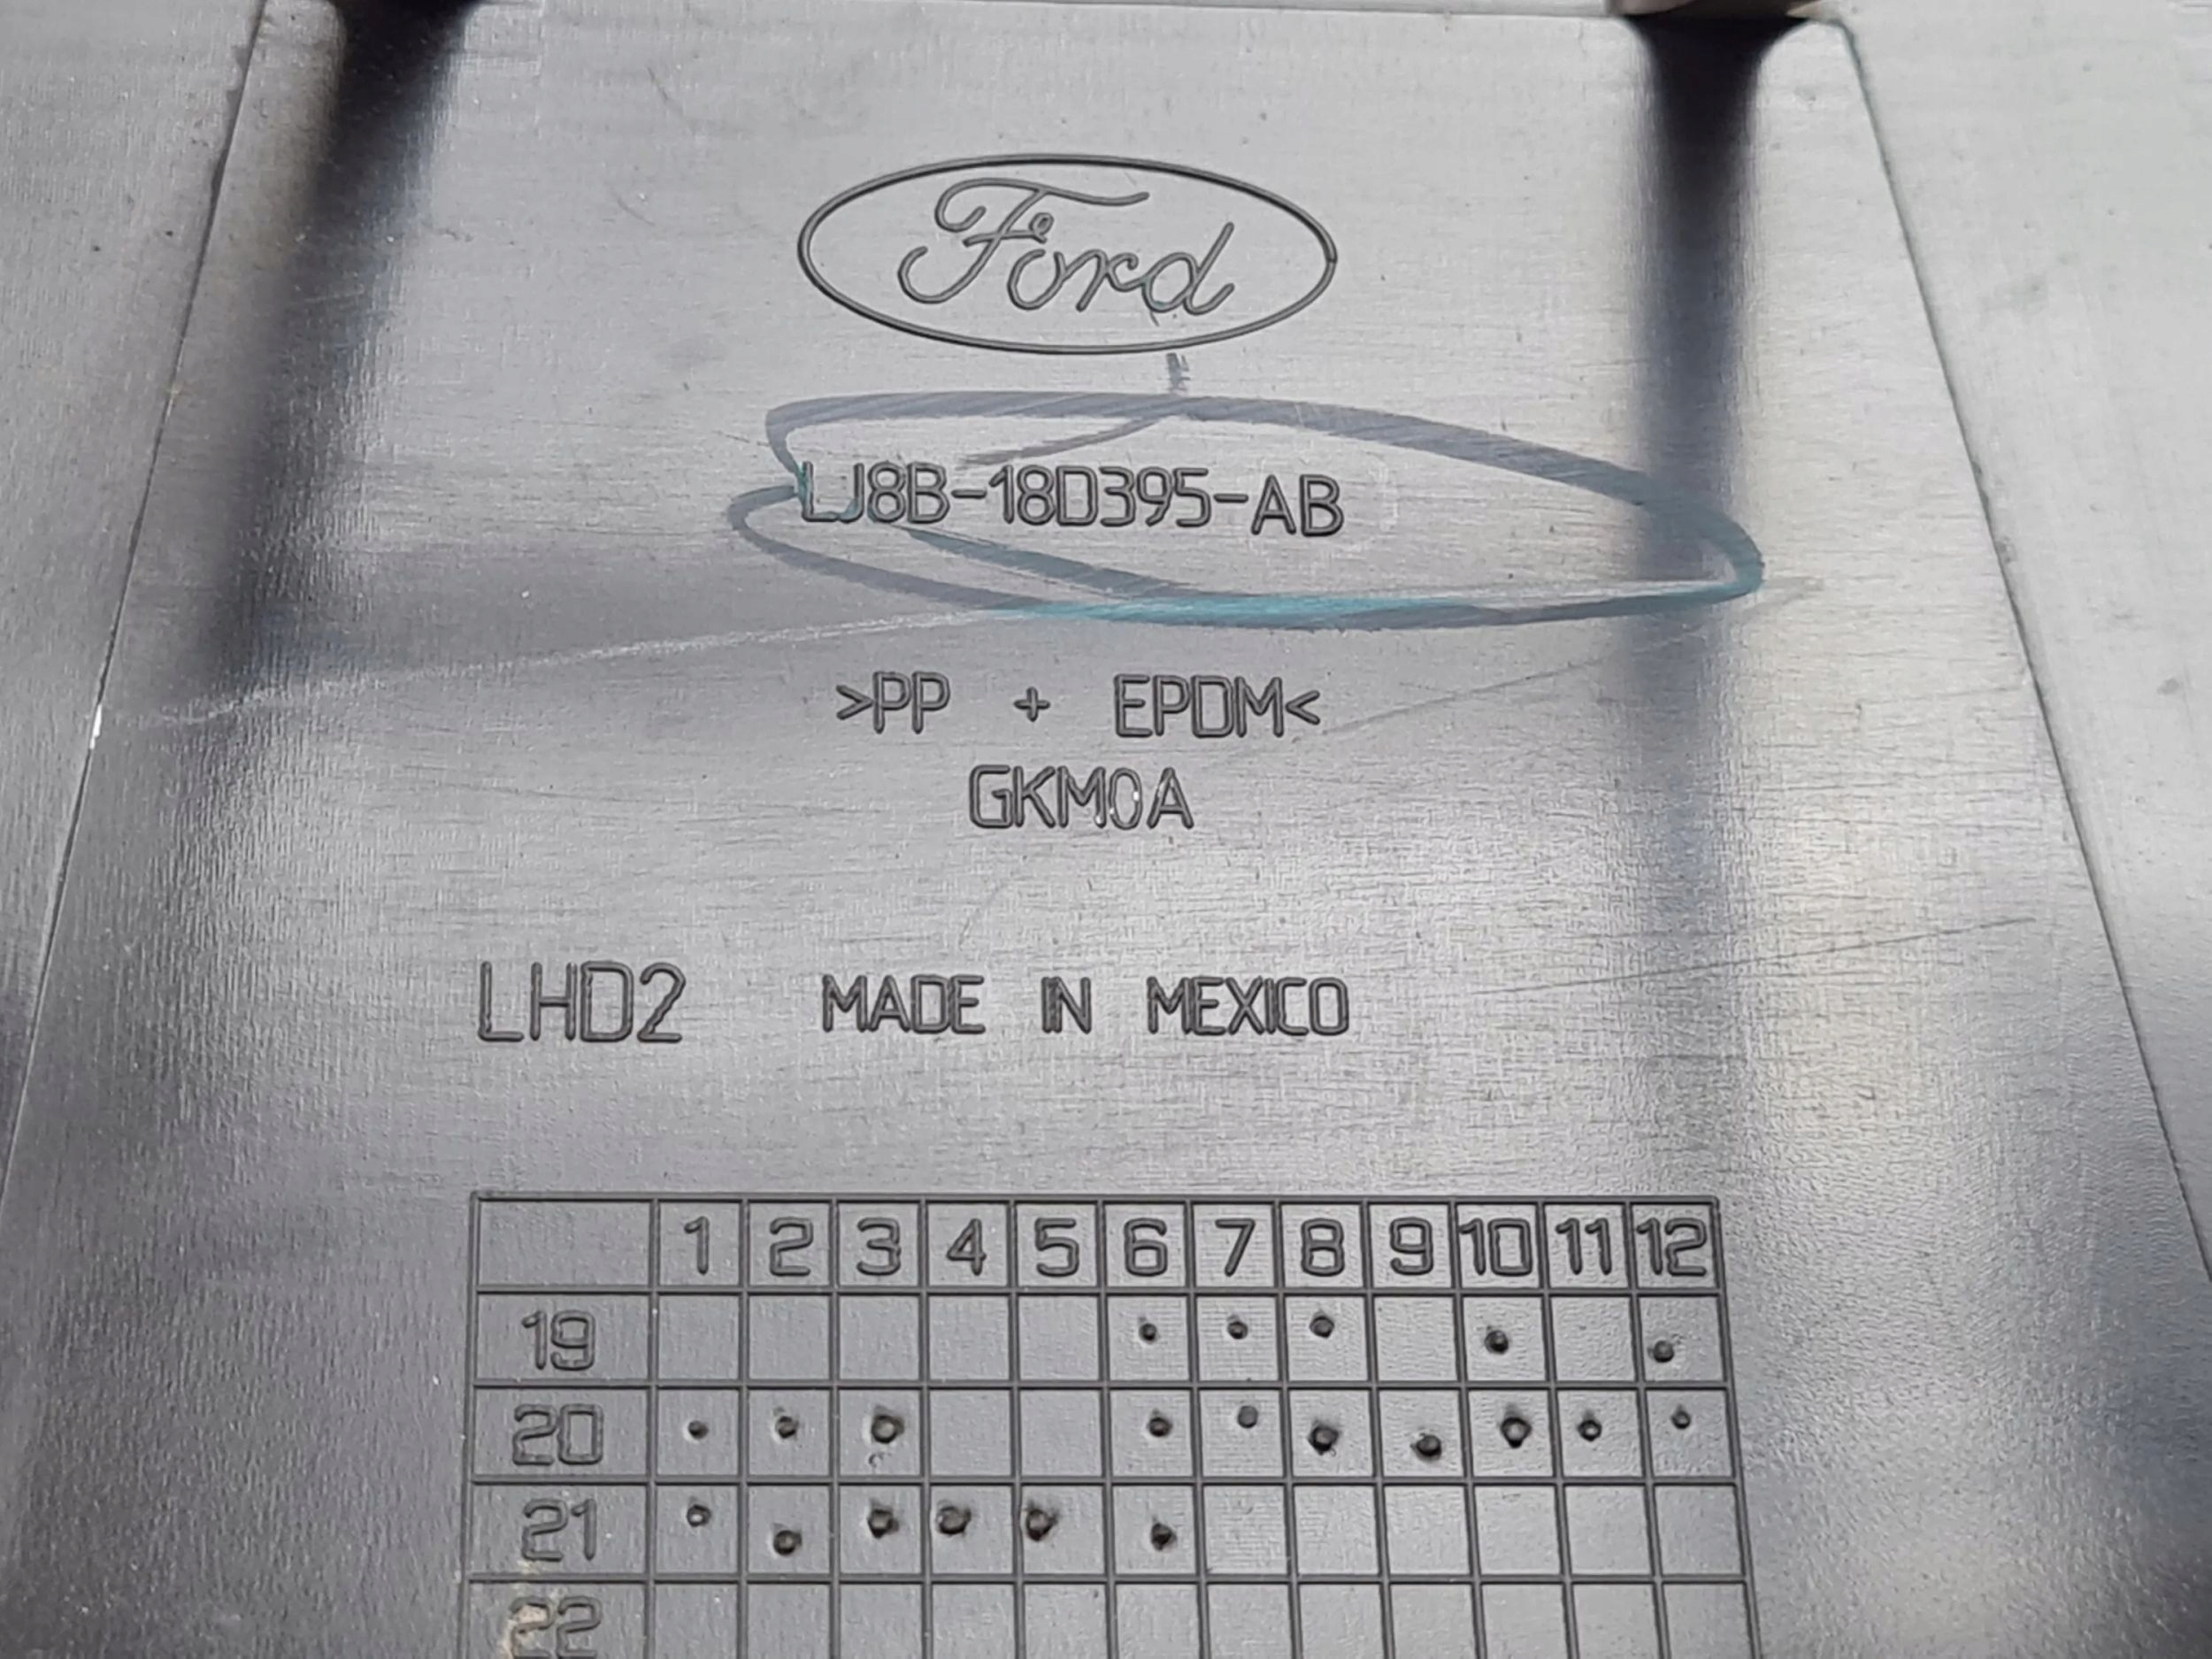 Ford
LJ8B-18D395-AB
>PP + EPDM<
GKM0A
LHD2 MADE IN MEXICO
1 2 3 4 5 6 7 8 9 10 11 12
19
20
21
22